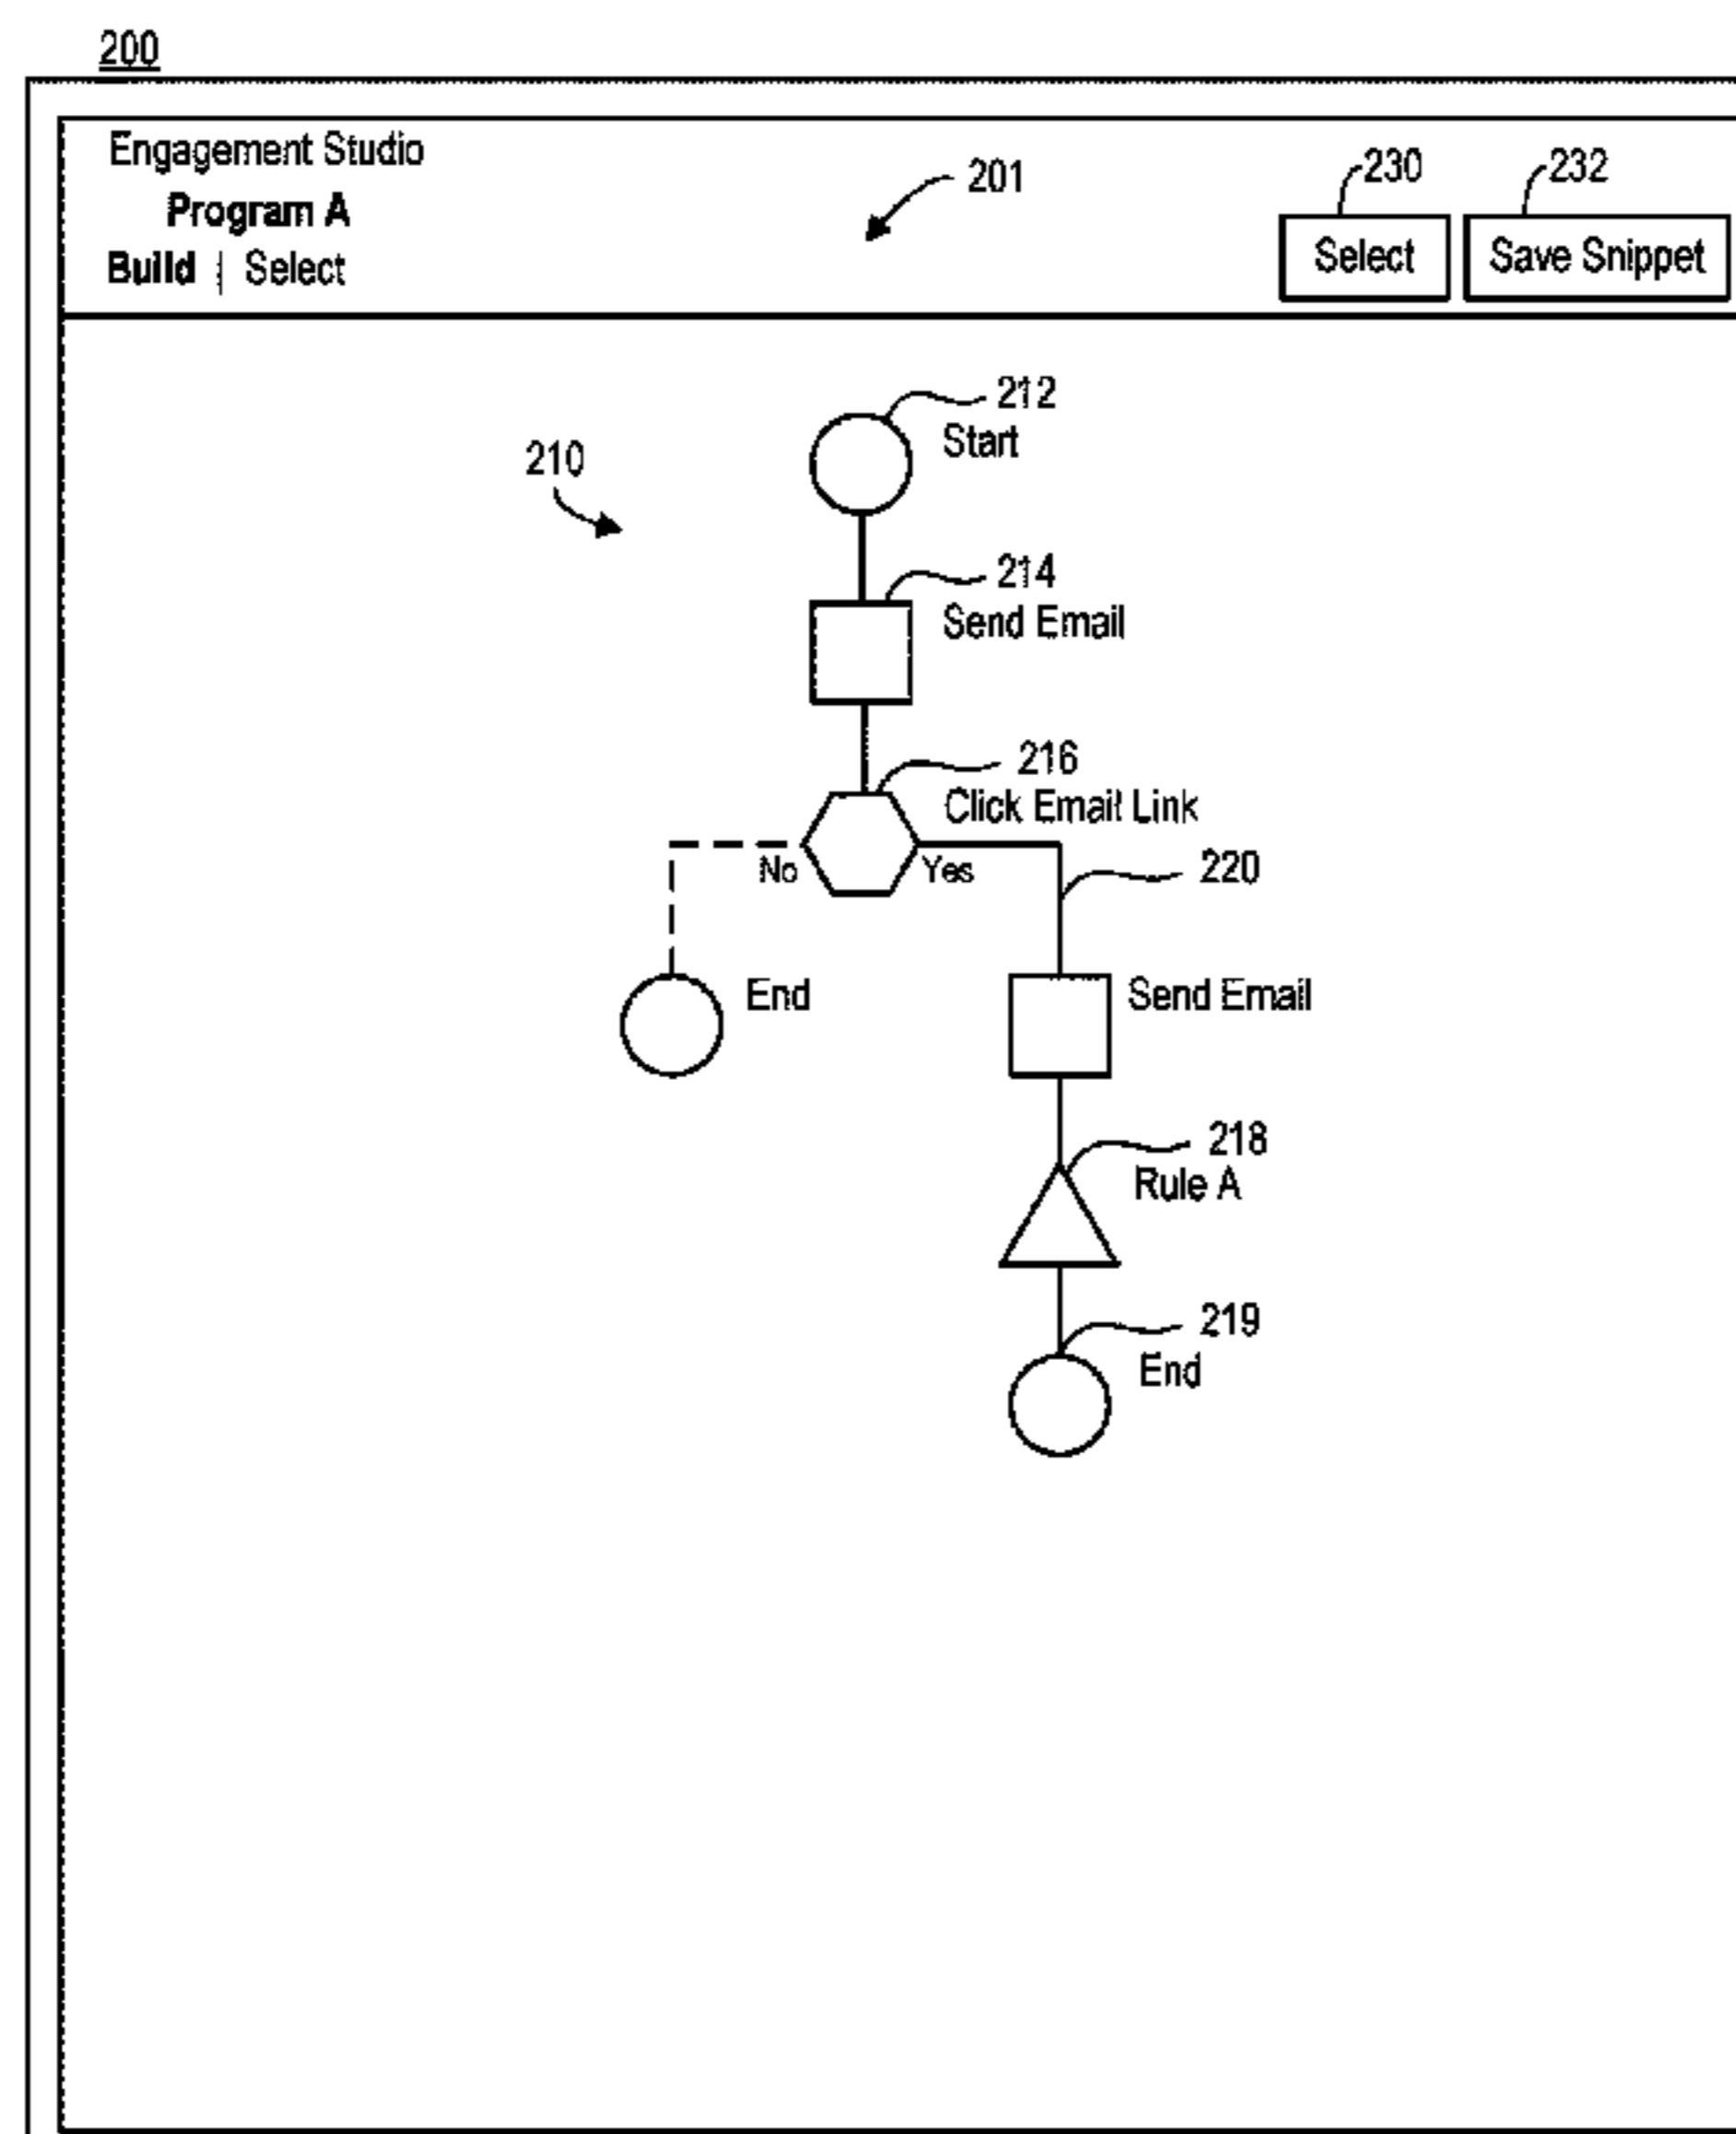 200
Engagement Studio
Program A
Build | Select
201
230
232
Select
Save Snippet
212
Start
210
214
Send Email
216
Click Email Link
No
Yes
220
End
Send Email
218
Rule A
219
End